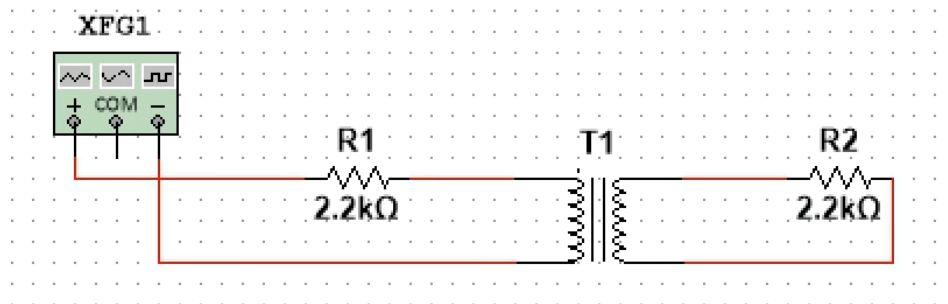 XFG1
+ COM −
R1
2.2kΩ
T1
R2
2.2kΩ